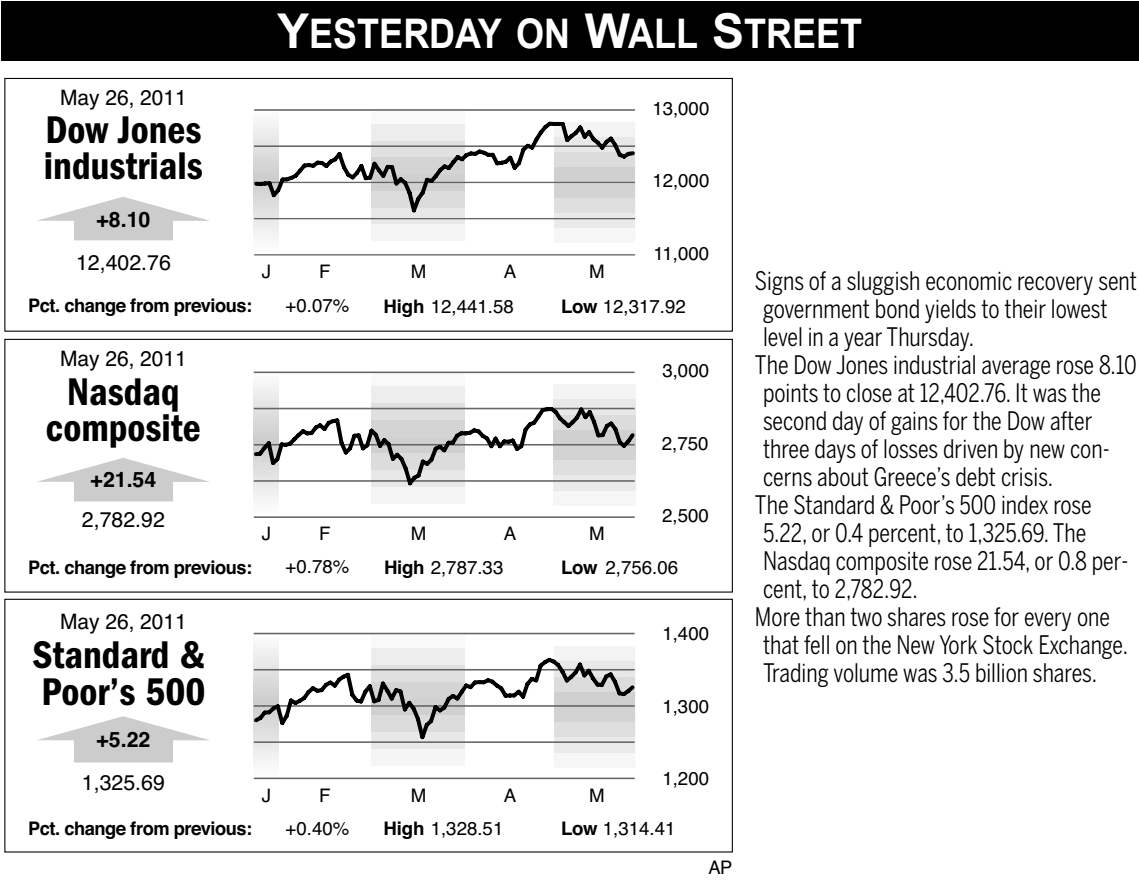 YESTERDAY ON WALL STREET
May 26, 2011
Dow Jones
industrials
+8.10
12,402.76
13,000
12,000
11,000
J F M A M
Pct. change from previous: +0.07% High 12,441.58 Low 12,317.92
May 26, 2011
Nasdaq
composite
+21.54
2,782.92
3,000
2,750
2,500
J F M A M
Pct. change from previous: +0.78% High 2,787.33 Low 2,756.06
May 26, 2011
Standard &
Poor's 500
+5.22
1,325.69
1,400
1,300
1,200
J F M A M
Pct. change from previous: +0.40% High 1,328.51 Low 1,314.41
AP
Signs of a sluggish economic recovery sent
government bond yields to their lowest
level in a year Thursday.
The Dow Jones industrial average rose 8.10
points to close at 12,402.76. It was the
second day of gains for the Dow after
three days of losses driven by new con-
cerns about Greece's debt crisis.
The Standard & Poor's 500 index rose
5.22, or 0.4 percent, to 1,325.69. The
Nasdaq composite rose 21.54, or 0.8 per-
cent, to 2,782.92.
More than two shares rose for every one
that fell on the New York Stock Exchange.
Trading volume was 3.5 billion shares.